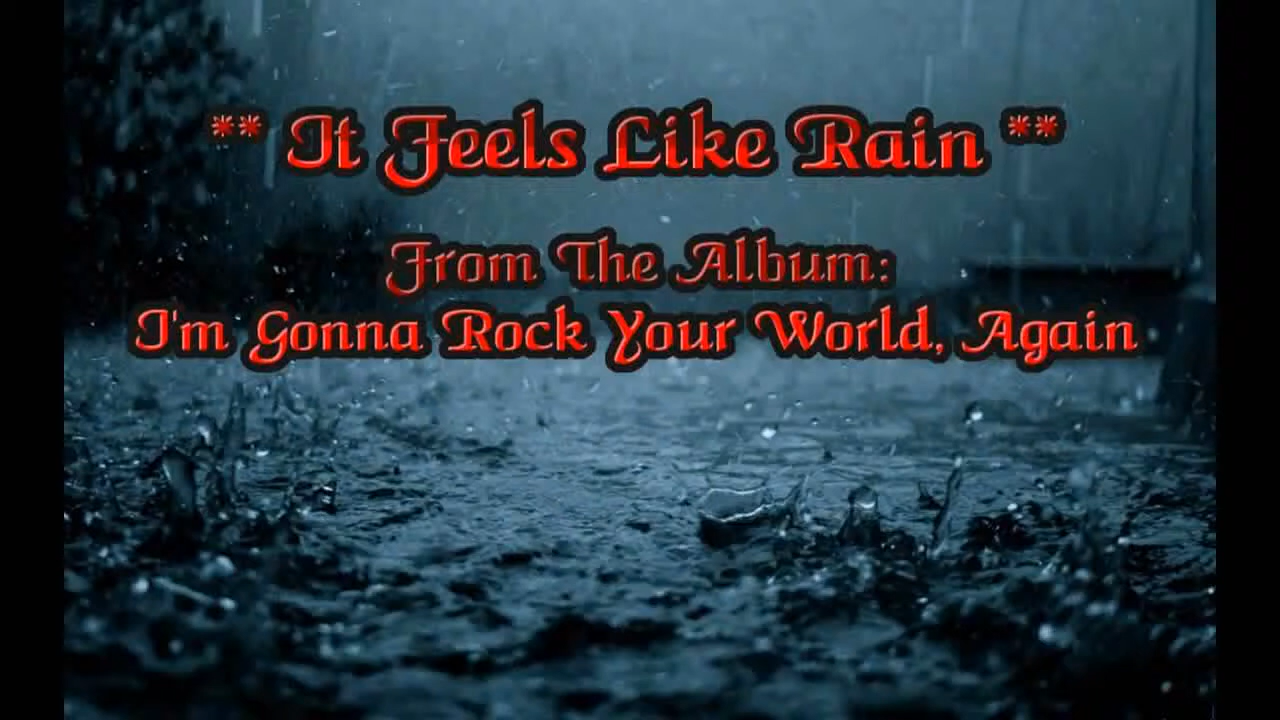 ** It Feels Like Rain **
From The Album:
I'm Gonna Rock Your World, Again